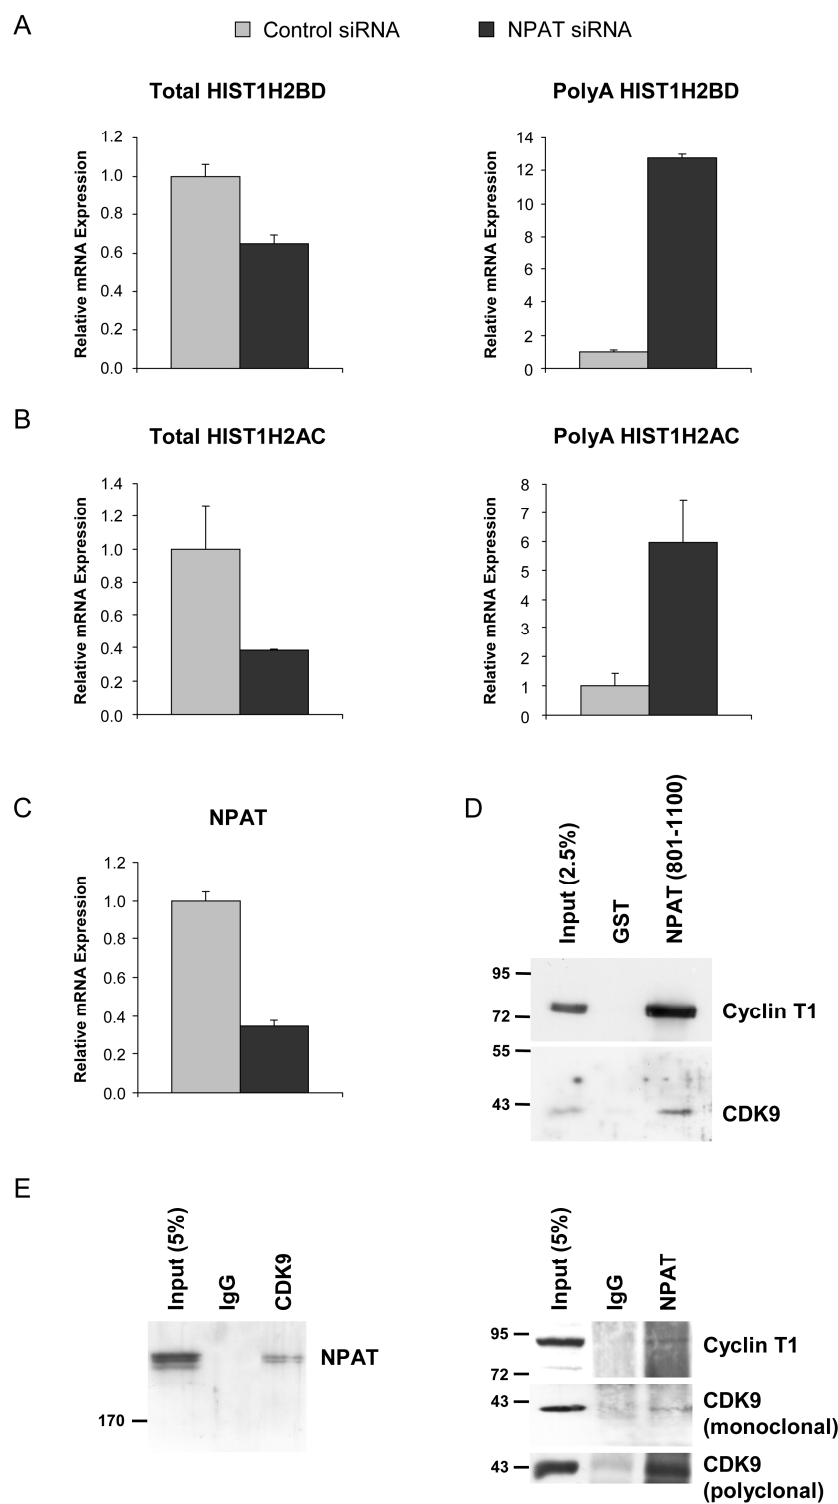 A
Control siRNA
NPAT siRNA
Total HIST1H2BD
PolyA HIST1H2BD
Relative mRNA Expression
1.2
1.0
0.8
0.6
0.4
0.2
0.0
Relative mRNA Expression
14
12
10
8
6
4
2
0
B
Total HIST1H2AC
PolyA HIST1H2AC
Relative mRNA Expression
1.4
1.2
1.0
0.8
0.6
0.4
0.2
0.0
Relative mRNA Expression
8
7
6
5
4
3
2
1
0
C
NPAT
Relative mRNA Expression
1.2
1.0
0.8
0.6
0.4
0.2
0.0
D
Input (2.5%)
GST
NPAT (801-1100)
95
72
Cyclin T1
55
43
CDK9
E
Input (5%)
IgG
CDK9
NPAT
170
Input (5%)
IgG
NPAT
95
Cyclin T1
72
43
CDK9
(monoclonal)
43
CDK9
(polyclonal)